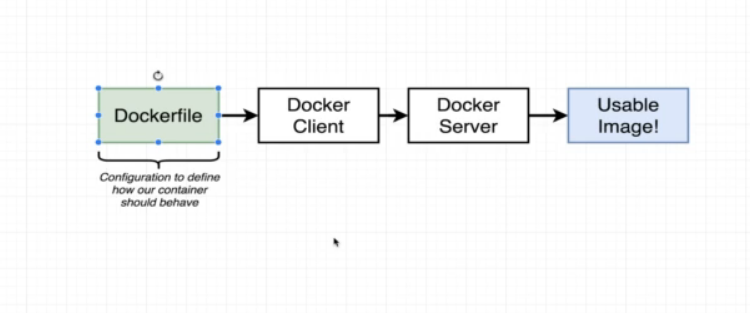 Dockerfile
Docker
Client
Docker
Server
Usable
Image!
Configuration to define
how our container
should behave